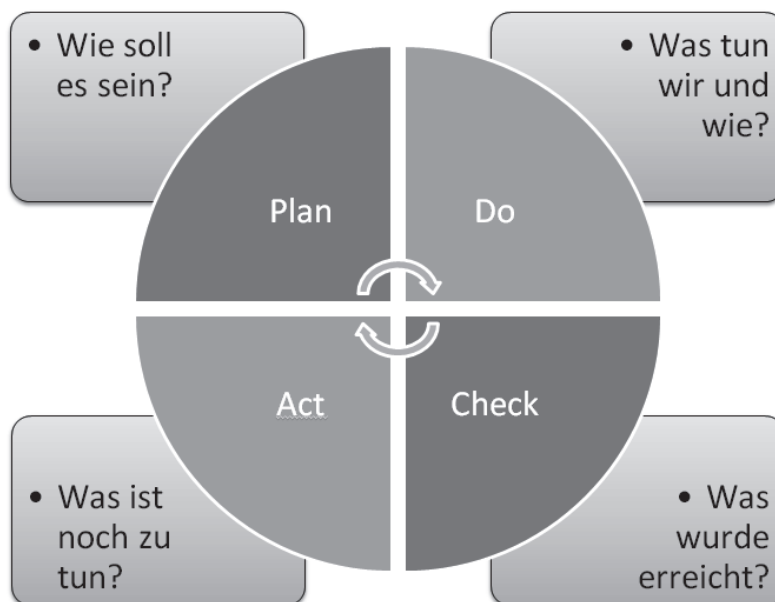 • Wie soll
es sein?
• Was tun
wir und
wie?
Plan
Do
Act
Check
• Was ist
noch zu
tun?
• Was
wurde
erreicht?